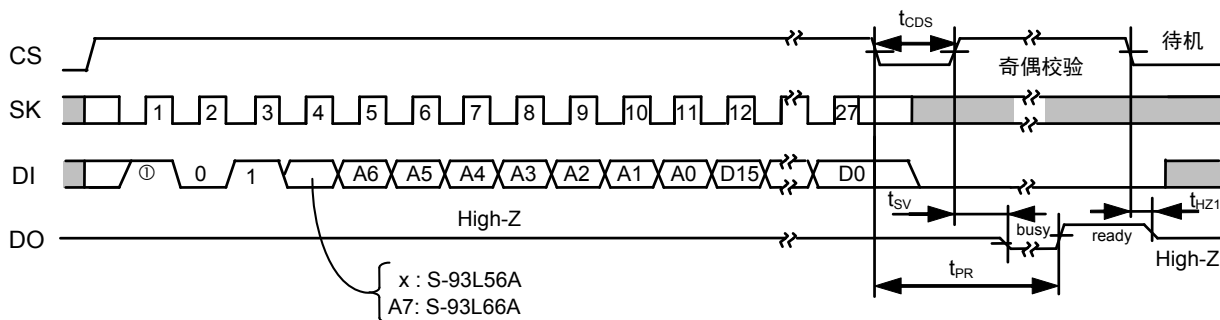 CS tCDS 奇偶校验 待机
SK 1 2 3 4 5 6 7 8 9 10 11 12 27
DI ① 0 1 A6 A5 A4 A3 A2 A1 A0 D15 D0
tSV tHZ1
DO High-Z busy ready High-Z
tPR
x : S-93L56A
A7: S-93L66A